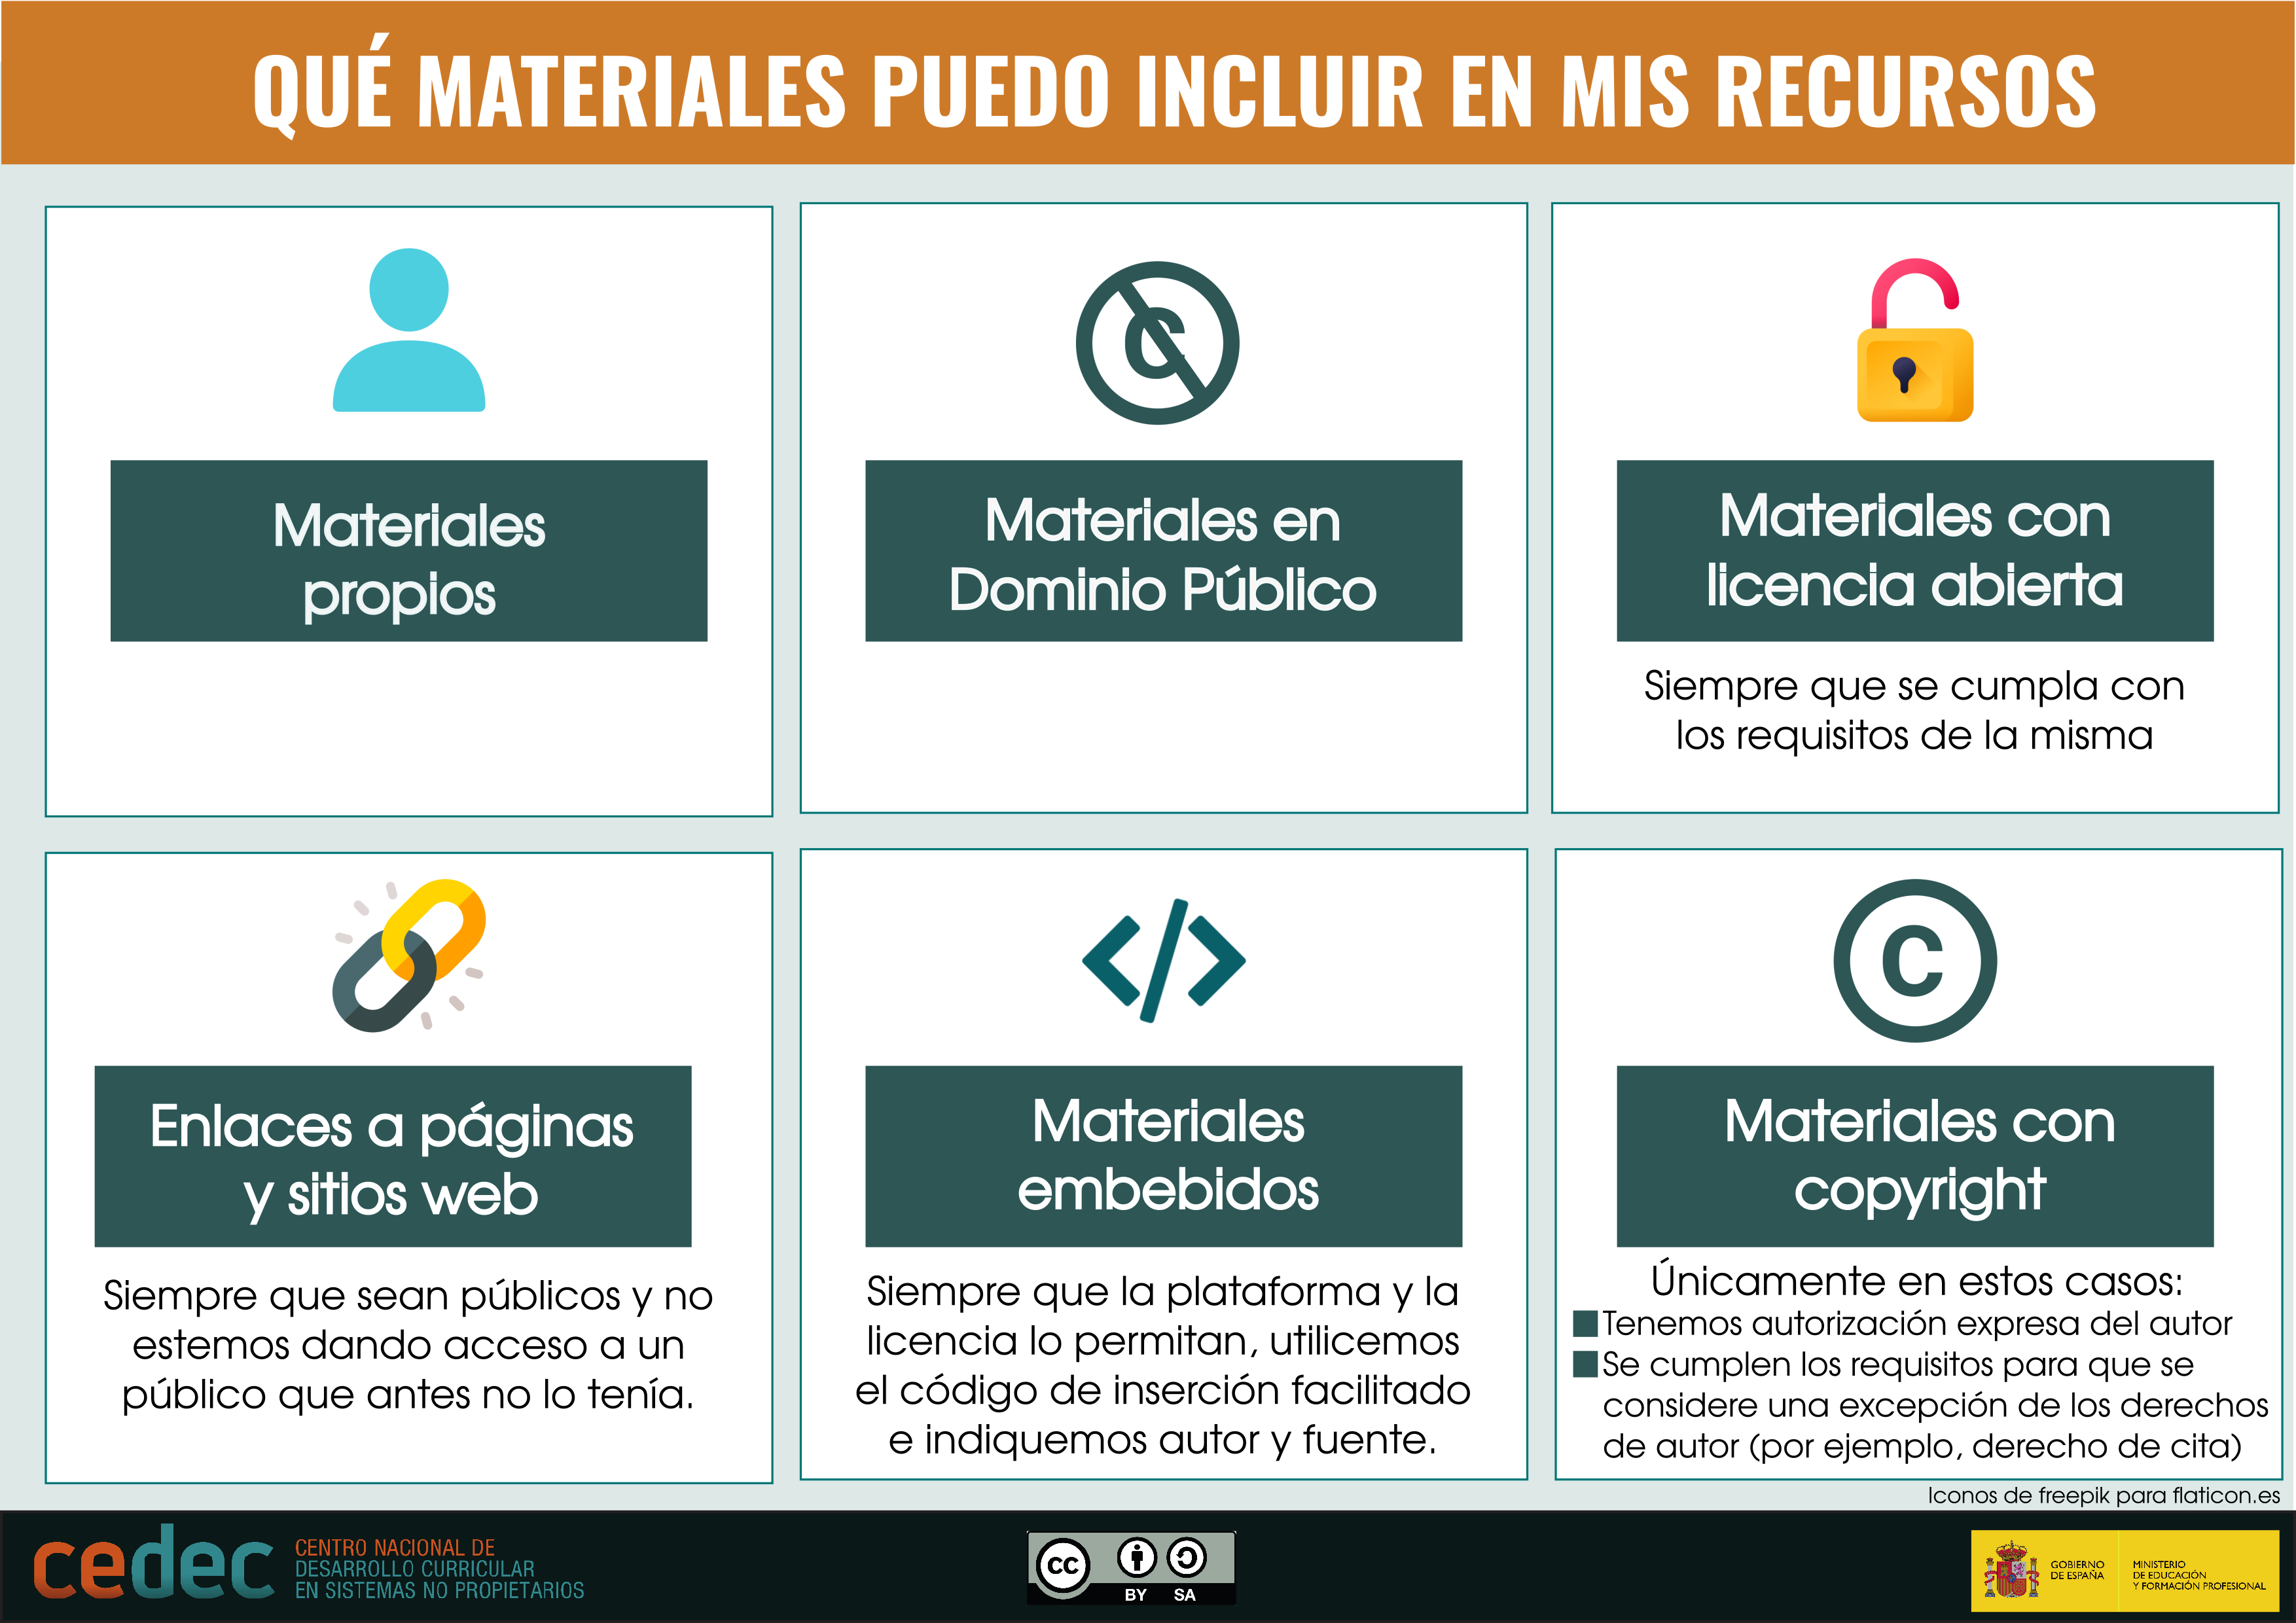 QUÉ MATERIALES PUEDO INCLUIR EN MIS RECURSOS
C
Materiales
propios
Materiales en
Dominio Público
Materiales con
licencia abierta
Siempre que se cumpla con
los requisitos de la misma
C
Enlaces a páginas
y sitios web
Siempre que sean públicos y no
estemos dando acceso a un
público que antes no lo tenía.
</>
Materiales
embebidos
Siempre que la plataforma y la
licencia lo permitan, utilicemos
el código de inserción facilitado
e indiquemos autor y fuente.
Materiales con
copyright
Únicamente en estos casos:
Tenemos autorización expresa del autor
Se cumplen los requisitos para que se
considere una excepción de los derechos
de autor (por ejemplo, derecho de cita)
Iconos de freepik para flaticon.es
cedec
CENTRO NACIONAL DE
DESARROLLO CURRICULAR
EN SISTEMAS NO PROPIETARIOS
cc
BY SA
GOBIERNO
DE ESPAÑA
MINISTERIO
DE EDUCACIÓN
Y FORMACIÓN PROFESIONAL